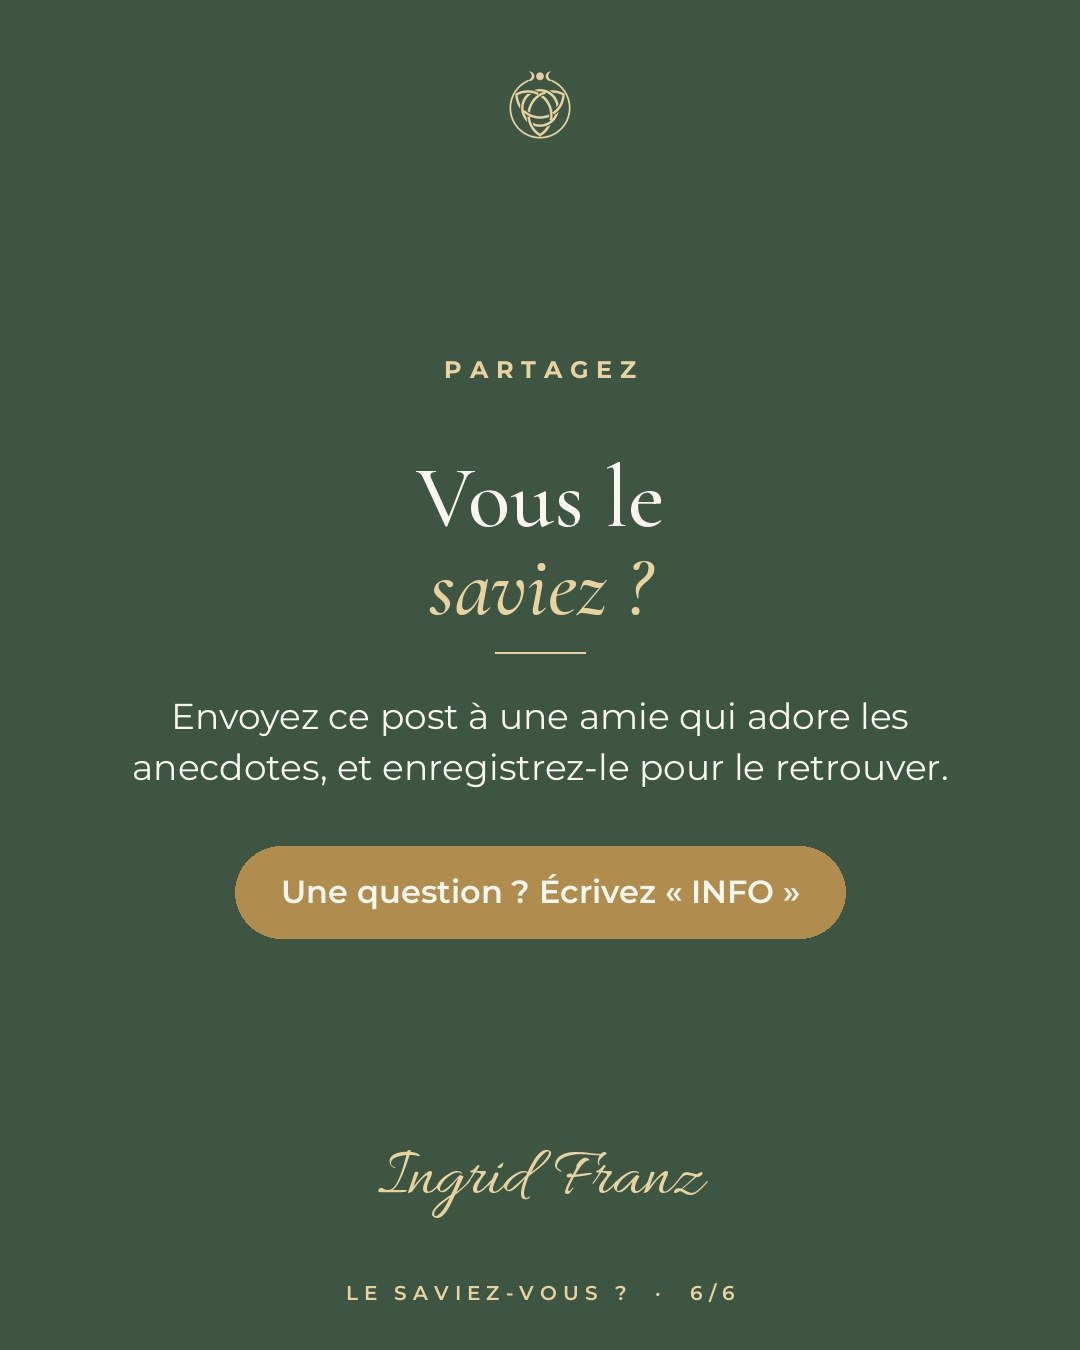 PARTAGEZ
Vous le
saviez ?
Envoyez ce post à une amie qui adore les
anecdotes, et enregistrez-le pour le retrouver.
Une question ? Écrivez « INFO »
Ingrid Franz
LE SAVIEZ-VOUS ? · 6/6